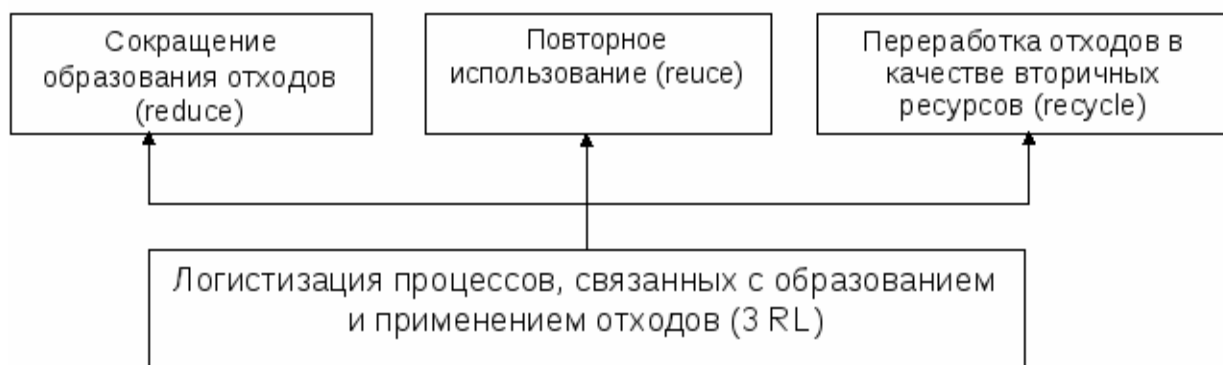 Сокращение
образования отходов
(reduce)
Повторное
использование (reuce)
Переработка отходов в
качестве вторичных
ресурсов (recycle)
Логистизация процессов, связанных с образованием
и применением отходов (3 RL)